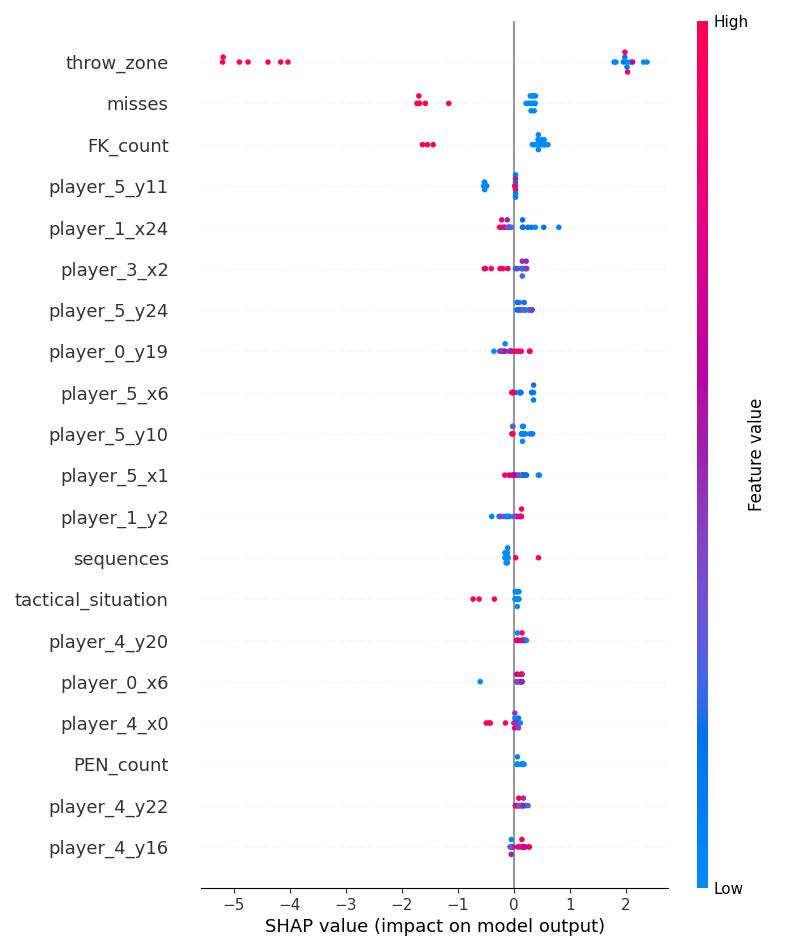 High
throw_zone
misses
FK_count
player_5_y11
player_1_x24
player_3_x2
player_5_y24
player_0_y19
player_5_x6
player_5_y10
player_5_x1
player_1_y2
sequences
tactical_situation
player_4_y20
player_0_x6
player_4_x0
PEN_count
player_4_y22
player_4_y16
Feature value
Low
−5 −4 −3 −2 −1 0 1 2
SHAP value (impact on model output)